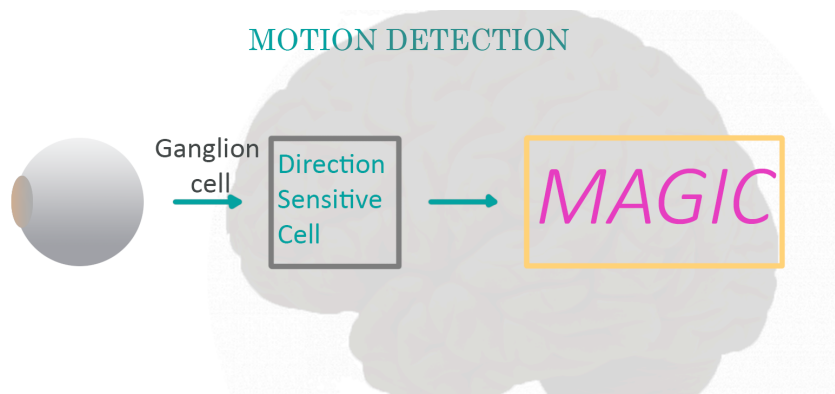 MOTION DETECTION
Ganglion
cell
Direction
Sensitive
Cell
MAGIC